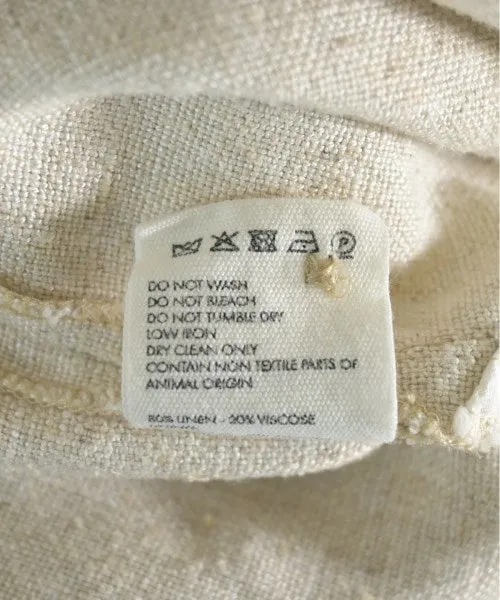 DO NOT WASH
DO NOT BLEACH
DO NOT TUMBLE DRY
LOW IRON
DRY CLEAN ONLY
CONTAIN NON TEXTILE PARTS OF
ANIMAL ORIGIN
80% LINEN - 20% VISCOSE